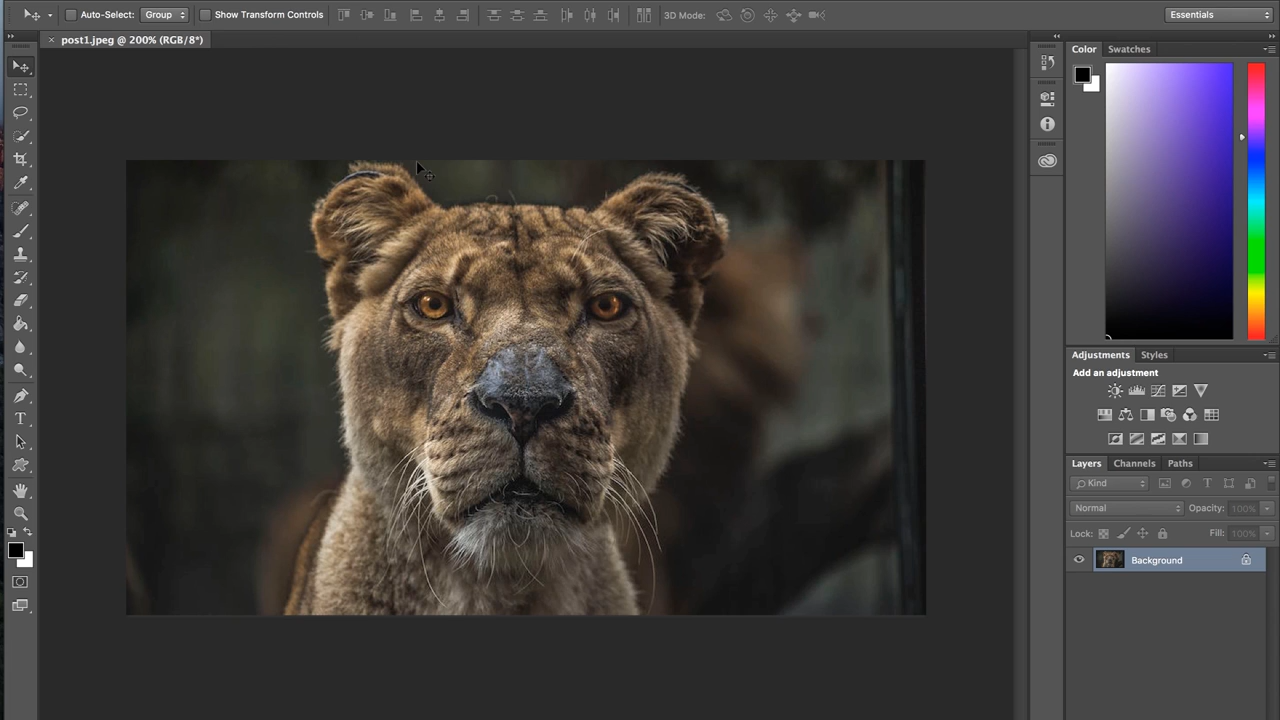 Auto-Select: Group Show Transform Controls 3D Mode: Essentials
× post1.jpeg @ 200% (RGB/8*)
Color Swatches
Adjustments Styles
Add an adjustment
Layers Channels Paths
Kind
Normal Opacity: 100%
Lock: Fill: 100%
Background